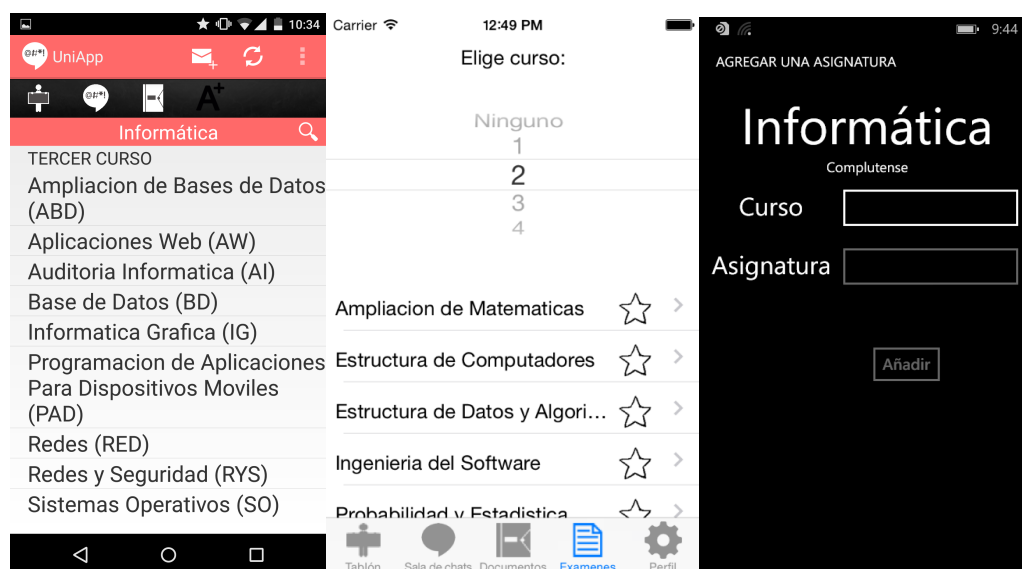 10:34
@#*! UniApp
@#*!
A+
Informática
TERCER CURSO
Ampliacion de Bases de Datos
(ABD)
Aplicaciones Web (AW)
Auditoria Informatica (AI)
Base de Datos (BD)
Informatica Grafica (IG)
Programacion de Aplicaciones
Para Dispositivos Moviles
(PAD)
Redes (RED)
Redes y Seguridad (RYS)
Sistemas Operativos (SO)
Carrier 12:49 PM
Elige curso:
Ninguno
1
2
3
4
Ampliacion de Matematicas
Estructura de Computadores
Estructura de Datos y Algori...
Ingenieria del Software
Probabilidad y Estadistica
Tablón Sala de chats Documentos Examenes Perfil
9:44
AGREGAR UNA ASIGNATURA
Informática
Complutense
Curso
Asignatura
Añadir